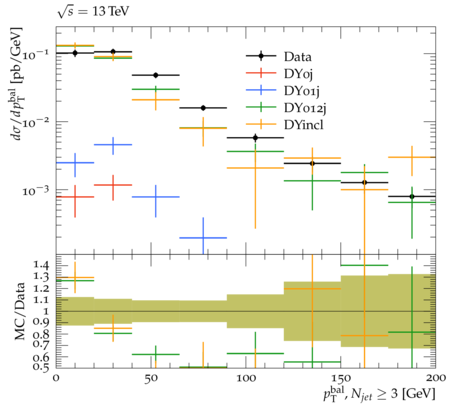 √s = 13 TeV
dσ/dp_T^bal [pb/GeV]
10⁻¹
10⁻²
10⁻³
Data
DY0j
DY01j
DY012j
DYincl
MC/Data
1.4
1.3
1.2
1.1
1
0.9
0.8
0.7
0.6
0.5
0 50 100 150 200
p_T^bal, N_jet ≥ 3 [GeV]